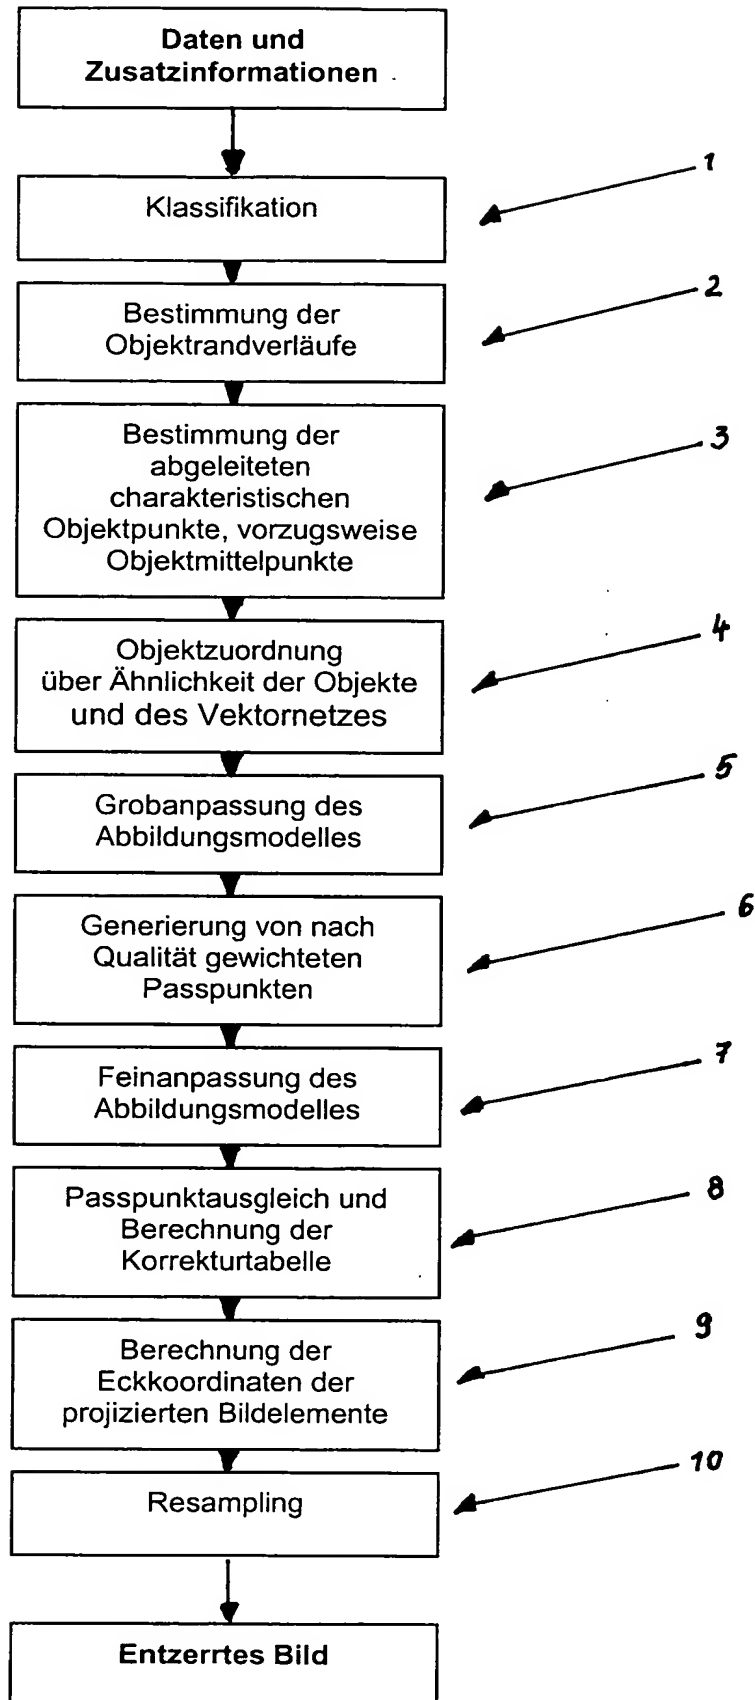 Daten und
Zusatzinformationen
1
Klassifikation
2
Bestimmung der
Objektrandverläufe
3
Bestimmung der
abgeleiteten
charakteristischen
Objektpunkte, vorzugsweise
Objektmittelpunkte
4
Objektzuordnung
über Ähnlichkeit der Objekte
und des Vektornetzes
5
Grobanpassung des
Abbildungsmodelles
6
Generierung von nach
Qualität gewichteten
Passpunkten
7
Feinanpassung des
Abbildungsmodelles
8
Passpunktausgleich und
Berechnung der
Korrekturtabelle
9
Berechnung der
Eckkoordinaten der
projizierten Bildelemente
10
Resampling
Entzerrtes Bild